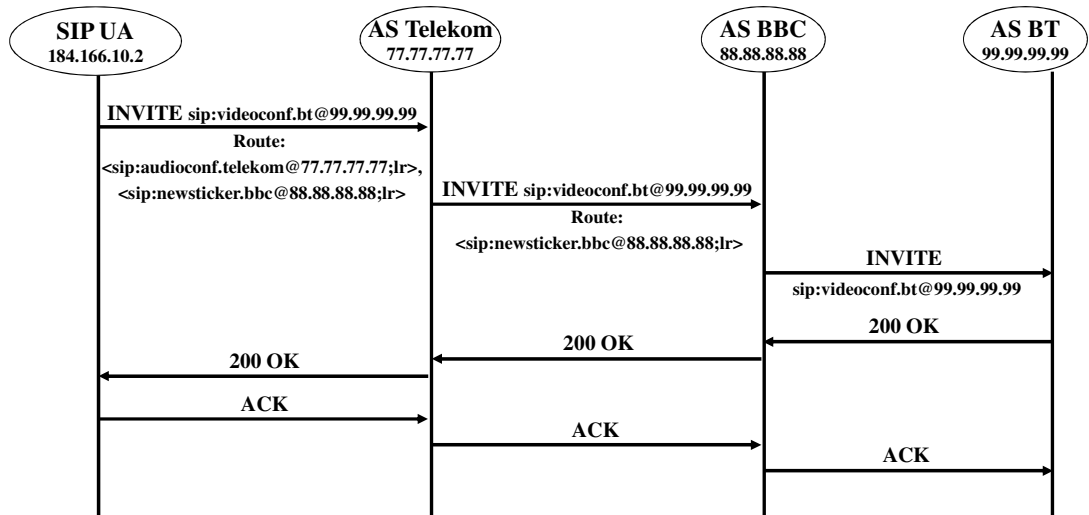 SIP UA
184.166.10.2
AS Telekom
77.77.77.77
AS BBC
88.88.88.88
AS BT
99.99.99.99
INVITE sip:videoconf.bt@99.99.99.99
Route:
<sip:audioconf.telekom@77.77.77.77;lr>,
<sip:newsticker.bbc@88.88.88.88;lr>
INVITE sip:videoconf.bt@99.99.99.99
Route:
<sip:newsticker.bbc@88.88.88.88;lr>
INVITE
sip:videoconf.bt@99.99.99.99
200 OK
200 OK
200 OK
ACK
ACK
ACK